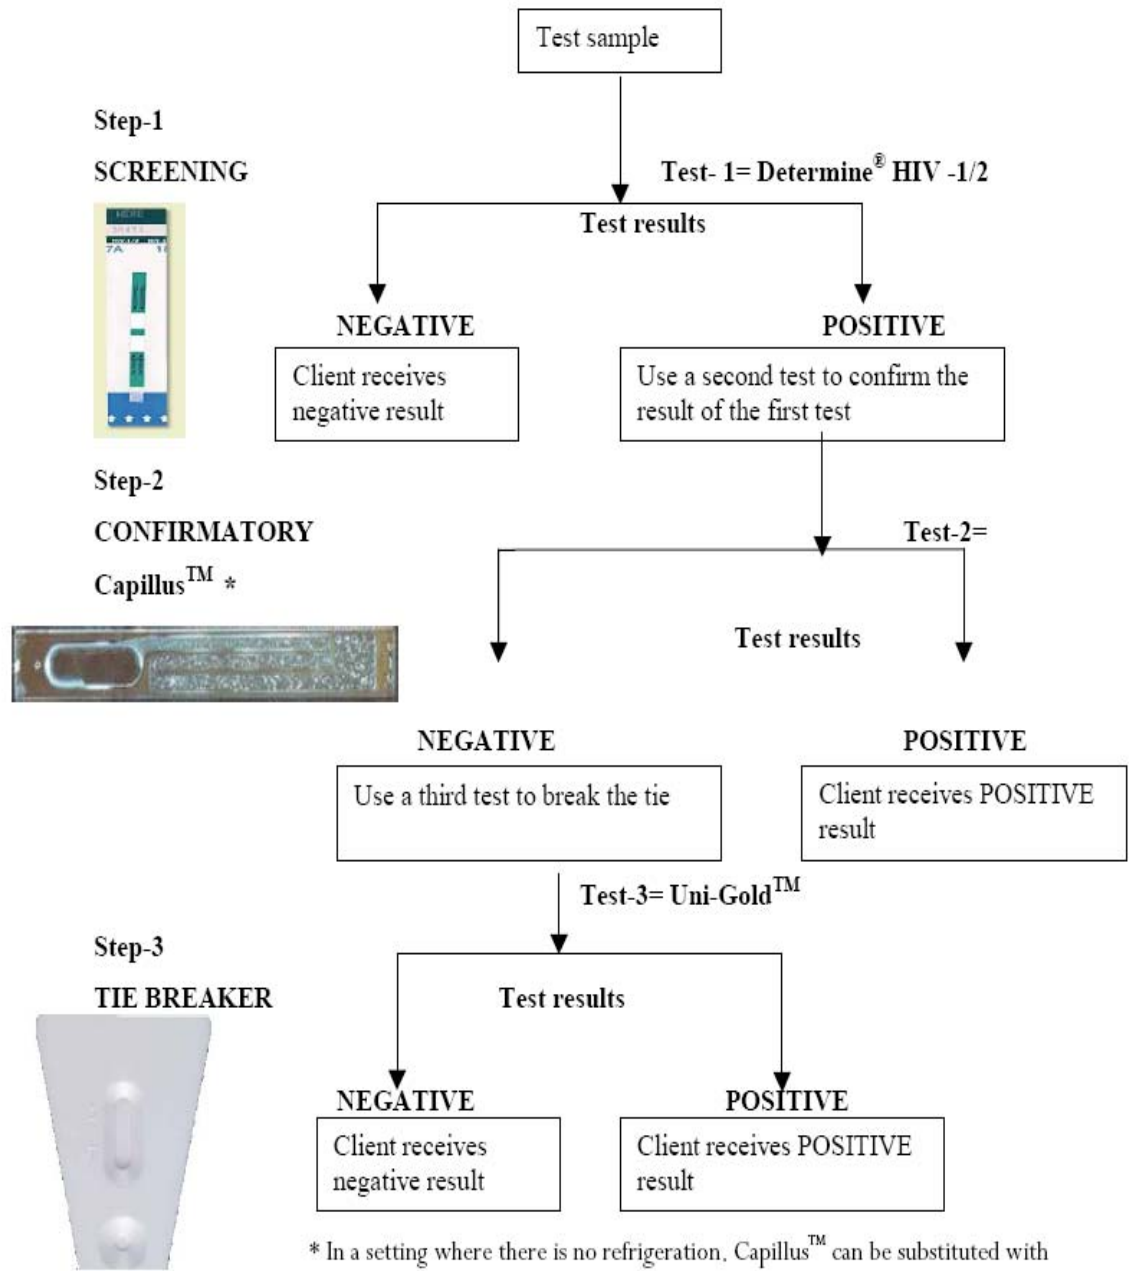 Test sample
Step-1
SCREENING
Test- 1= Determine® HIV -1/2
Test results
7A
NEGATIVE
POSITIVE
Client receives
negative result
Use a second test to confirm the
result of the first test
Step-2
CONFIRMATORY
Test-2=
Capillus™ *
Test results
NEGATIVE
POSITIVE
Use a third test to break the tie
Client receives POSITIVE
result
Test-3= Uni-Gold™
Step-3
TIE BREAKER
Test results
NEGATIVE
POSITIVE
Client receives
negative result
Client receives POSITIVE
result
* In a setting where there is no refrigeration, Capillus™ can be substituted with